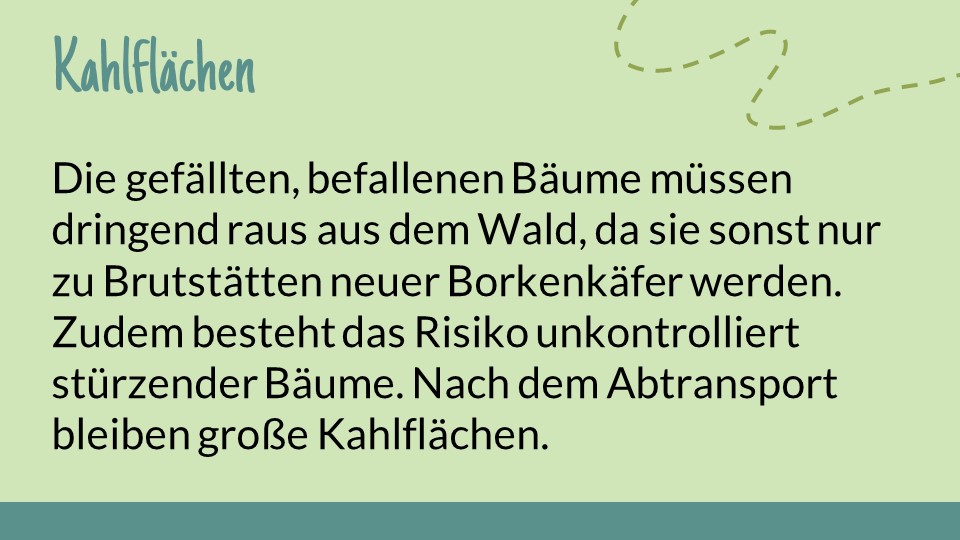 Kahlflächen
Die gefällten, befallenen Bäume müssen
dringend raus aus dem Wald, da sie sonst nur
zu Brutstätten neuer Borkenkäfer werden.
Zudem besteht das Risiko unkontrolliert
stürzender Bäume. Nach dem Abtransport
bleiben große Kahlflächen.